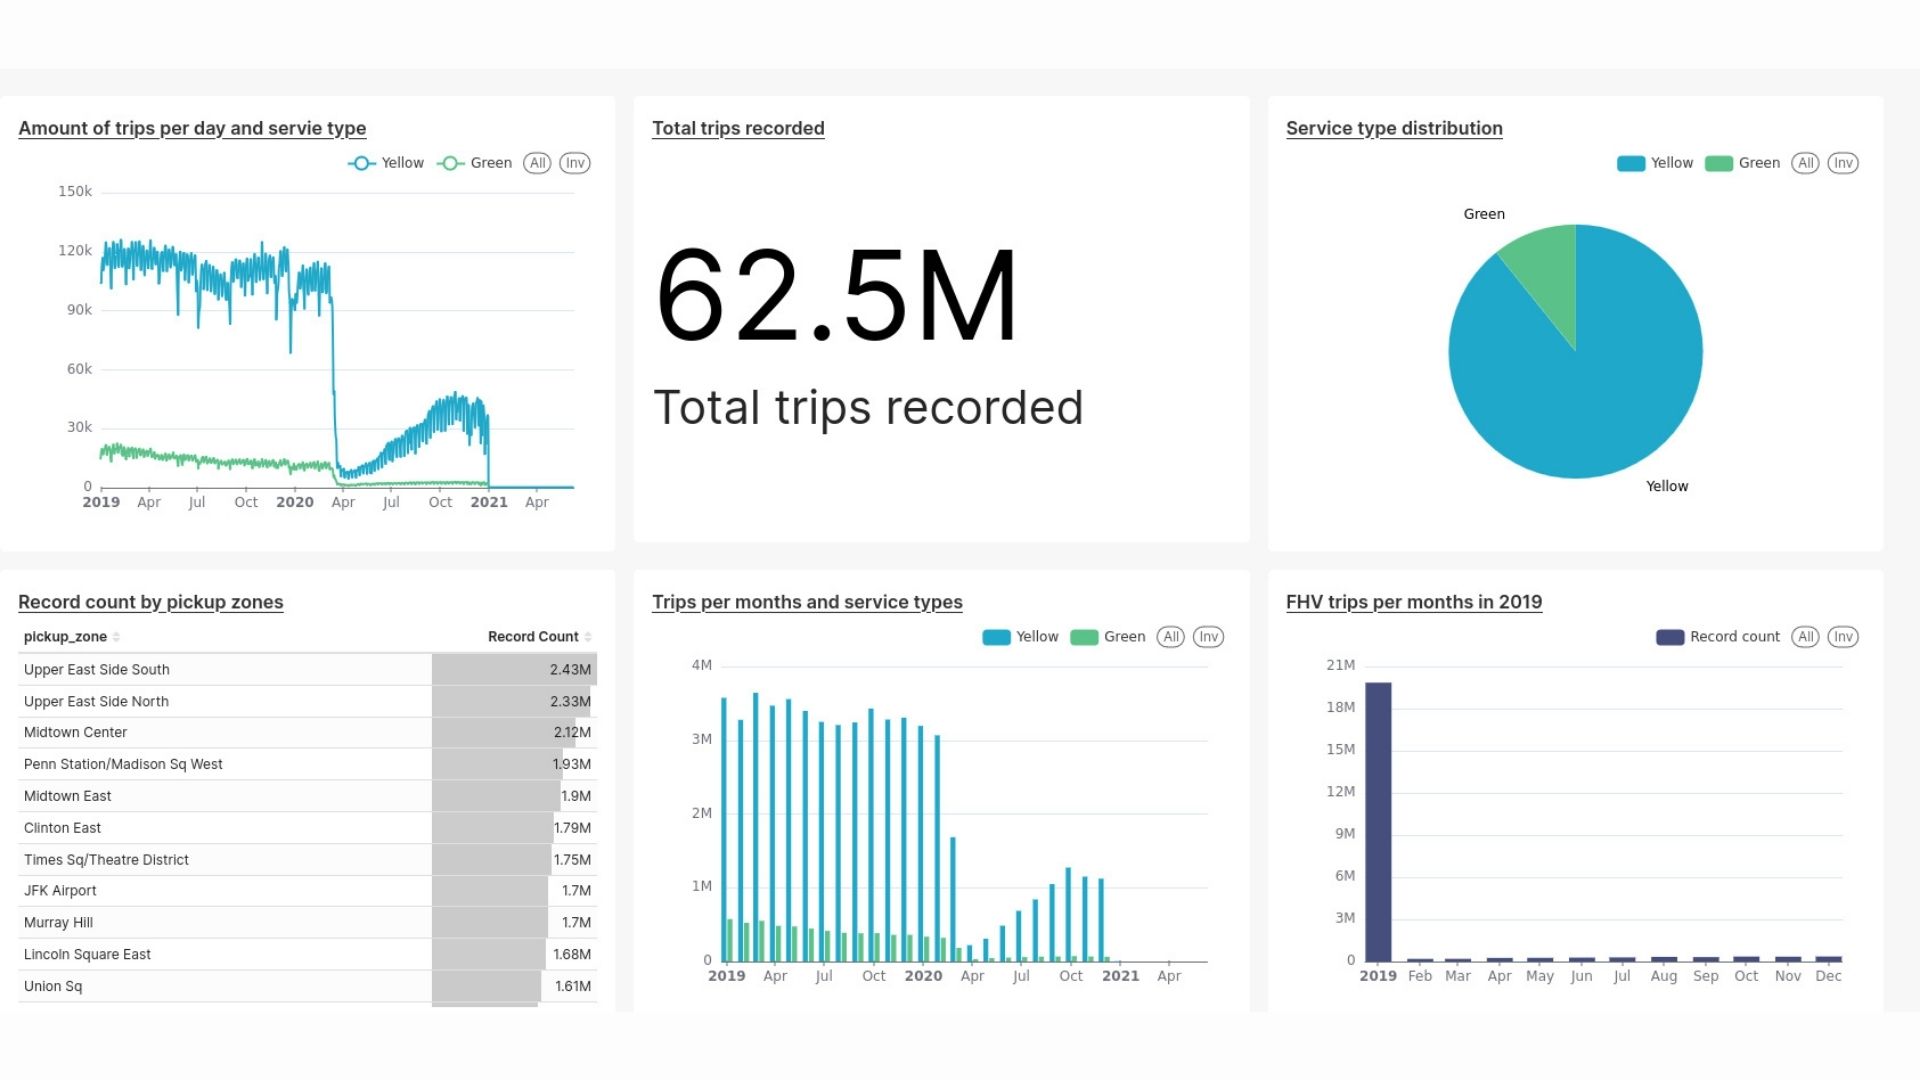 Amount of trips per day and servie type
Yellow Green All Inv
150k
120k
90k
60k
30k
0
2019 Apr Jul Oct 2020 Apr Jul Oct 2021 Apr
Total trips recorded
62.5M
Total trips recorded
Service type distribution
Yellow Green All Inv
Green
Yellow
Record count by pickup zones
pickup_zone Record Count
Upper East Side South 2.43M
Upper East Side North 2.33M
Midtown Center 2.12M
Penn Station/Madison Sq West 1.93M
Midtown East 1.9M
Clinton East 1.79M
Times Sq/Theatre District 1.75M
JFK Airport 1.7M
Murray Hill 1.7M
Lincoln Square East 1.68M
Union Sq 1.61M
Trips per months and service types
Yellow Green All Inv
4M
3M
2M
1M
0
2019 Apr Jul Oct 2020 Apr Jul Oct 2021 Apr
FHV trips per months in 2019
Record count All Inv
21M
18M
15M
12M
9M
6M
3M
0
2019 Feb Mar Apr May Jun Jul Aug Sep Oct Nov Dec